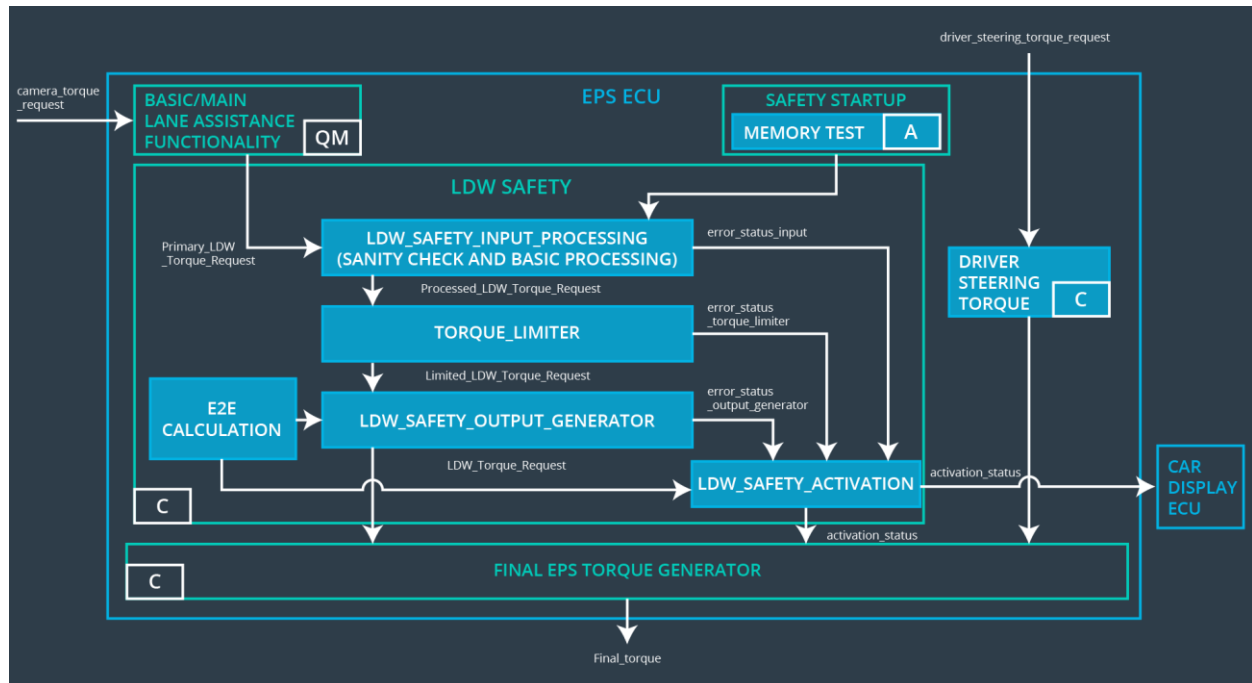 driver_steering_torque_request
camera_torque
_request
EPS ECU
BASIC/MAIN
LANE ASSISTANCE
FUNCTIONALITY
QM
SAFETY STARTUP
MEMORY TEST
A
LDW SAFETY
Primary_LDW
_Torque_Request
LDW_SAFETY_INPUT_PROCESSING
(SANITY CHECK AND BASIC PROCESSING)
error_status_input
DRIVER
STEERING
TORQUE
C
Processed_LDW_Torque_Request
TORQUE_LIMITER
error_status
_torque_limiter
Limited_LDW_Torque_Request
E2E
CALCULATION
LDW_SAFETY_OUTPUT_GENERATOR
error_status
_output_generator
LDW_Torque_Request
LDW_SAFETY_ACTIVATION
activation_status
CAR
DISPLAY
ECU
C
activation_status
C
FINAL EPS TORQUE GENERATOR
Final_torque